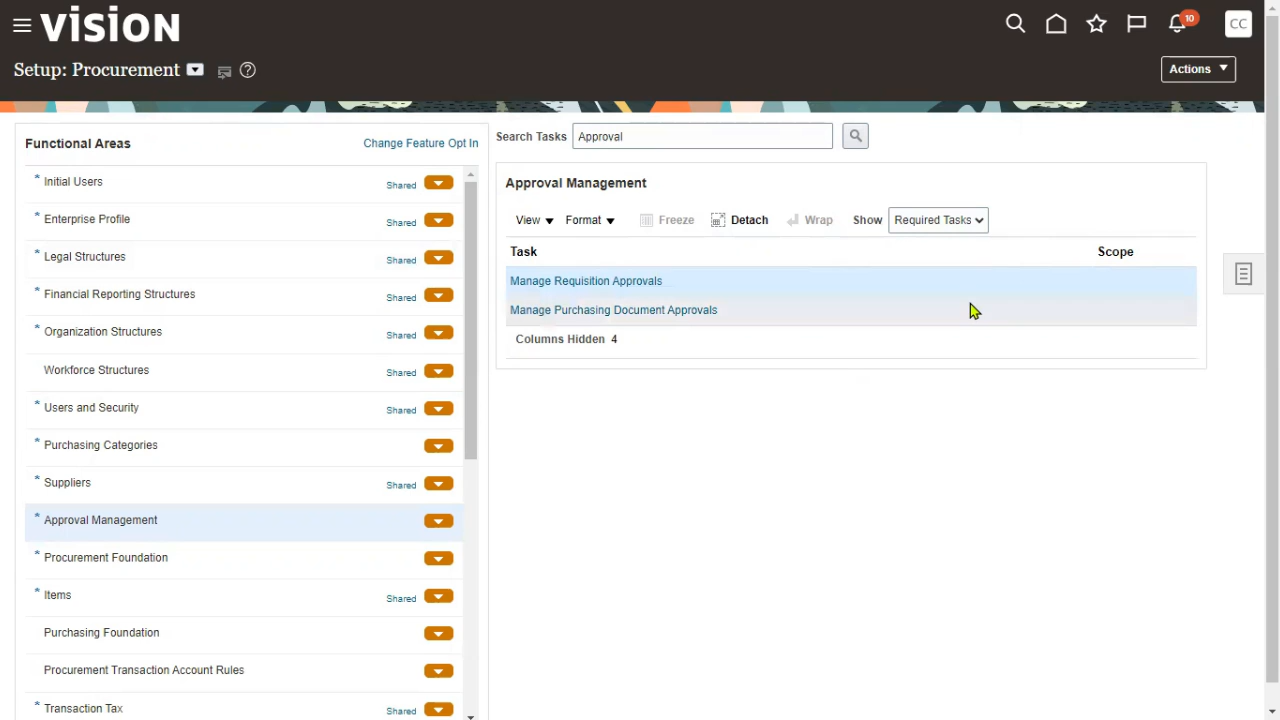 vision
10
CC
Setup: Procurement
Actions
Functional Areas
Change Feature Opt In
Search Tasks Approval
* Initial Users Shared
* Enterprise Profile Shared
* Legal Structures Shared
* Financial Reporting Structures Shared
* Organization Structures Shared
Workforce Structures Shared
* Users and Security Shared
* Purchasing Categories
* Suppliers Shared
* Approval Management
* Procurement Foundation
* Items Shared
Purchasing Foundation
Procurement Transaction Account Rules
* Transaction Tax Shared
Approval Management
View Format Freeze Detach Wrap Show Required Tasks
Task Scope
Manage Requisition Approvals
Manage Purchasing Document Approvals
Columns Hidden 4